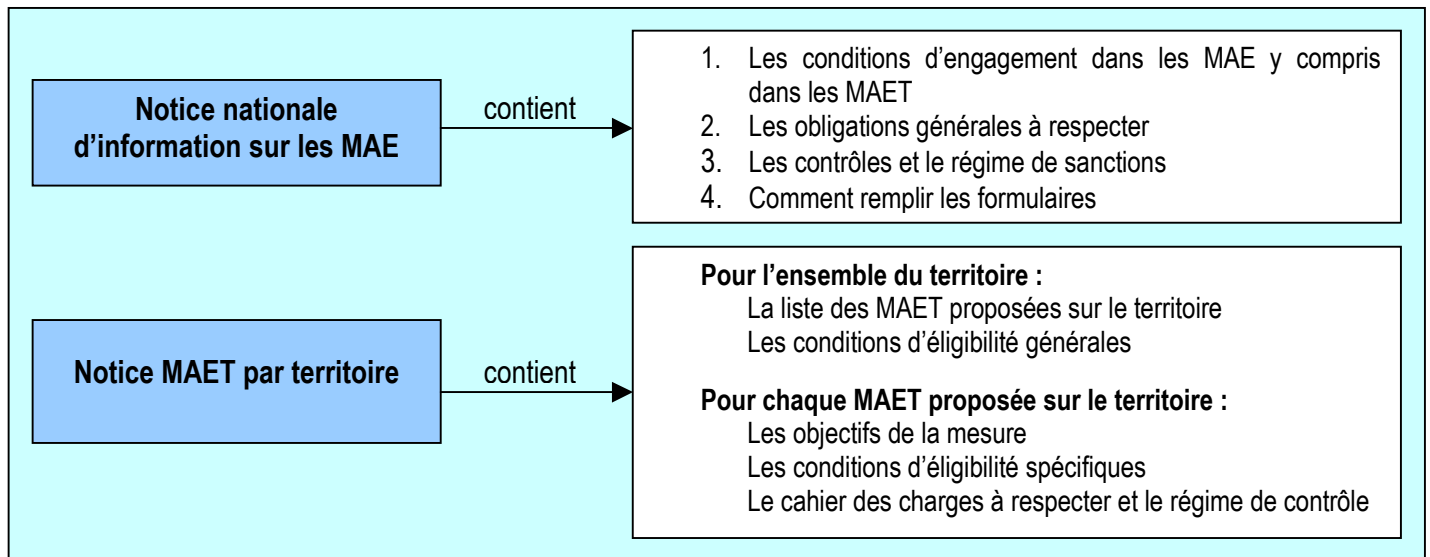 Notice nationale
d’information sur les MAE
contient
1. Les conditions d’engagement dans les MAE y compris
dans les MAET
2. Les obligations générales à respecter
3. Les contrôles et le régime de sanctions
4. Comment remplir les formulaires
Notice MAET par territoire
contient
Pour l’ensemble du territoire :
La liste des MAET proposées sur le territoire
Les conditions d’éligibilité générales
Pour chaque MAET proposée sur le territoire :
Les objectifs de la mesure
Les conditions d’éligibilité spécifiques
Le cahier des charges à respecter et le régime de contrôle